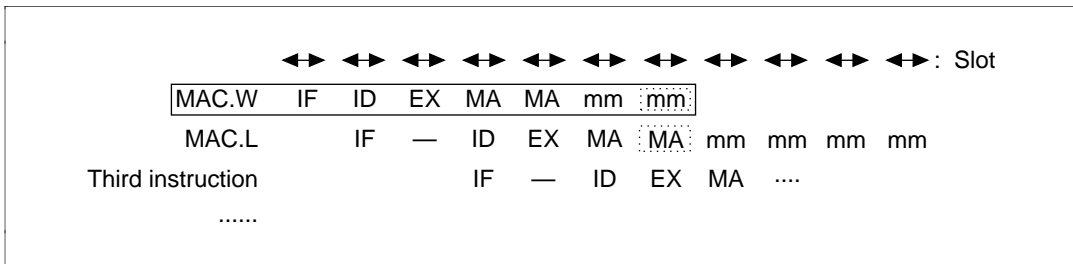 : Slot
MAC.W IF ID EX MA MA mm mm
MAC.L IF — ID EX MA MA mm mm mm mm
Third instruction IF — ID EX MA ....
......